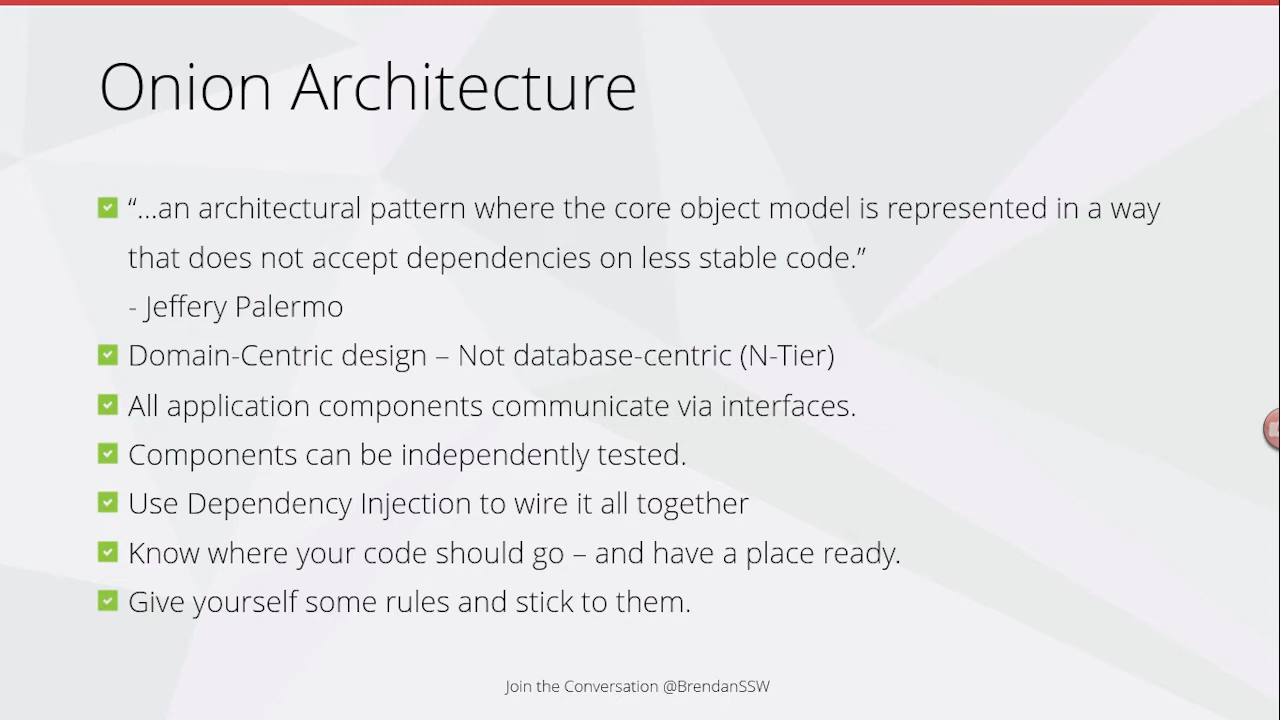 Onion Architecture
“...an architectural pattern where the core object model is represented in a way
that does not accept dependencies on less stable code.”
- Jeffery Palermo
Domain-Centric design – Not database-centric (N-Tier)
All application components communicate via interfaces.
Components can be independently tested.
Use Dependency Injection to wire it all together
Know where your code should go – and have a place ready.
Give yourself some rules and stick to them.
Join the Conversation @BrendanSSW